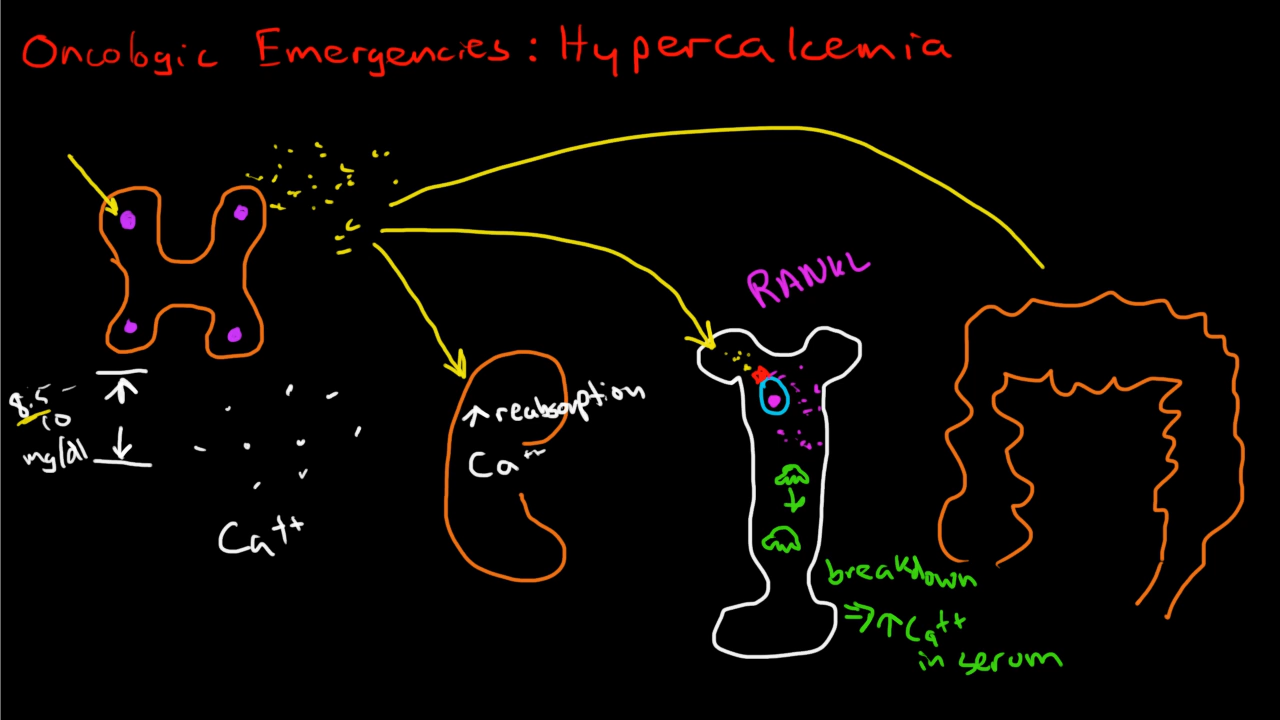 Oncologic Emergencies: Hypercalcemia
RANKL
8.5-
10
mg/dl
↑ reabsorption
Ca++
Ca++
breakdown
⇒ ↑ Ca++
in serum